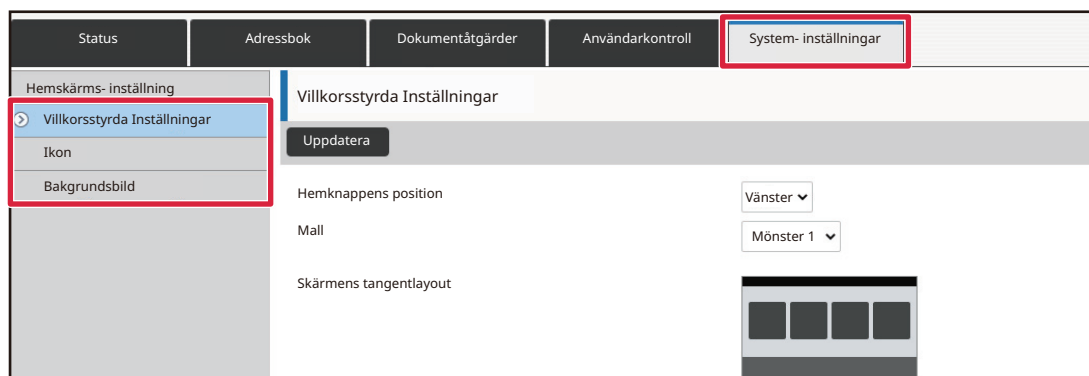 Status
Adressbok
Dokumentåtgärder
Användarkontroll
System- inställningar
Hemskärms- inställning
Villkorsstyrda Inställningar
Ikon
Bakgrundsbild
Villkorsstyrda Inställningar
Uppdatera
Hemknappens position
Vänster
Mall
Mönster 1
Skärmens tangentlayout